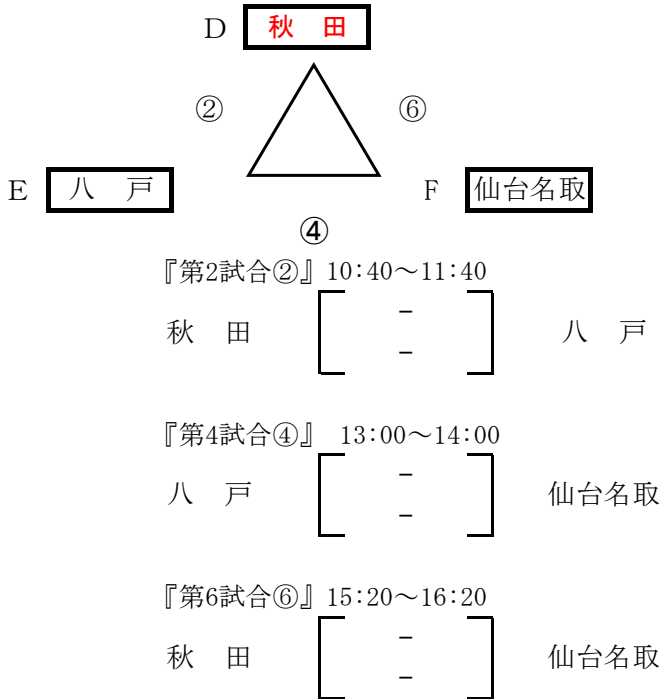 D 秋 田
② ⑥
E 八 戸 F 仙台名取
④
『第2試合②』 10:40～11:40
-
秋 田 八 戸
-
『第4試合④』 13:00～14:00
-
八 戸 仙台名取
-
『第6試合⑥』 15:20～16:20
-
秋 田 仙台名取
-